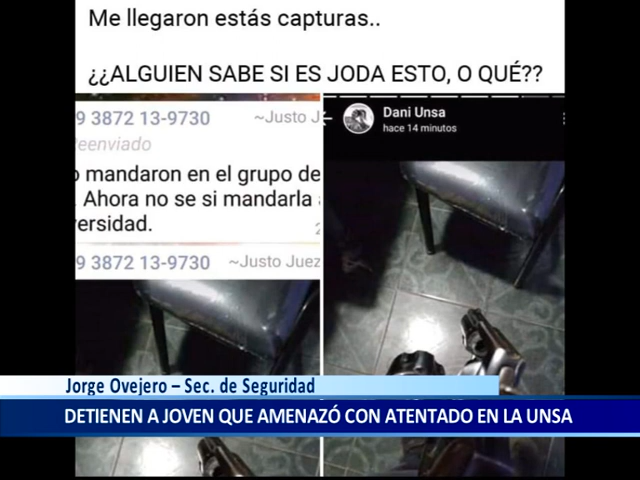 Me llegaron estás capturas..
¿¿ALGUIEN SABE SI ES JODA ESTO, O QUÉ??
9 3872 13-9730 ~Justo J
eenviado
o mandaron en el grupo de
. Ahora no se si mandarla
versidad.
9 3872 13-9730 ~Justo Juez
Dani Unsa
hace 14 minutos
Jorge Ovejero – Sec. de Seguridad
DETIENEN A JOVEN QUE AMENAZÓ CON ATENTADO EN LA UNSA